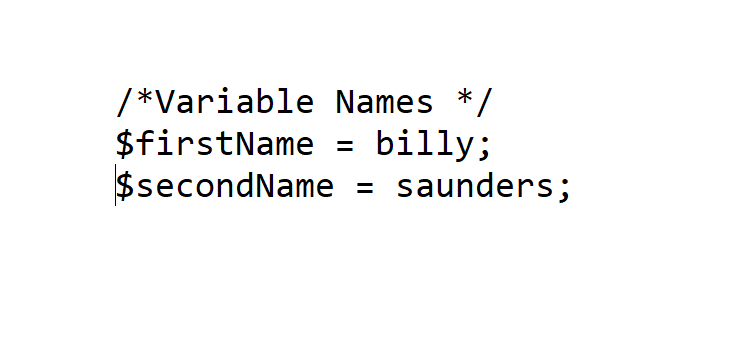 /*Variable Names */
$firstName = billy;
$secondName = saunders;